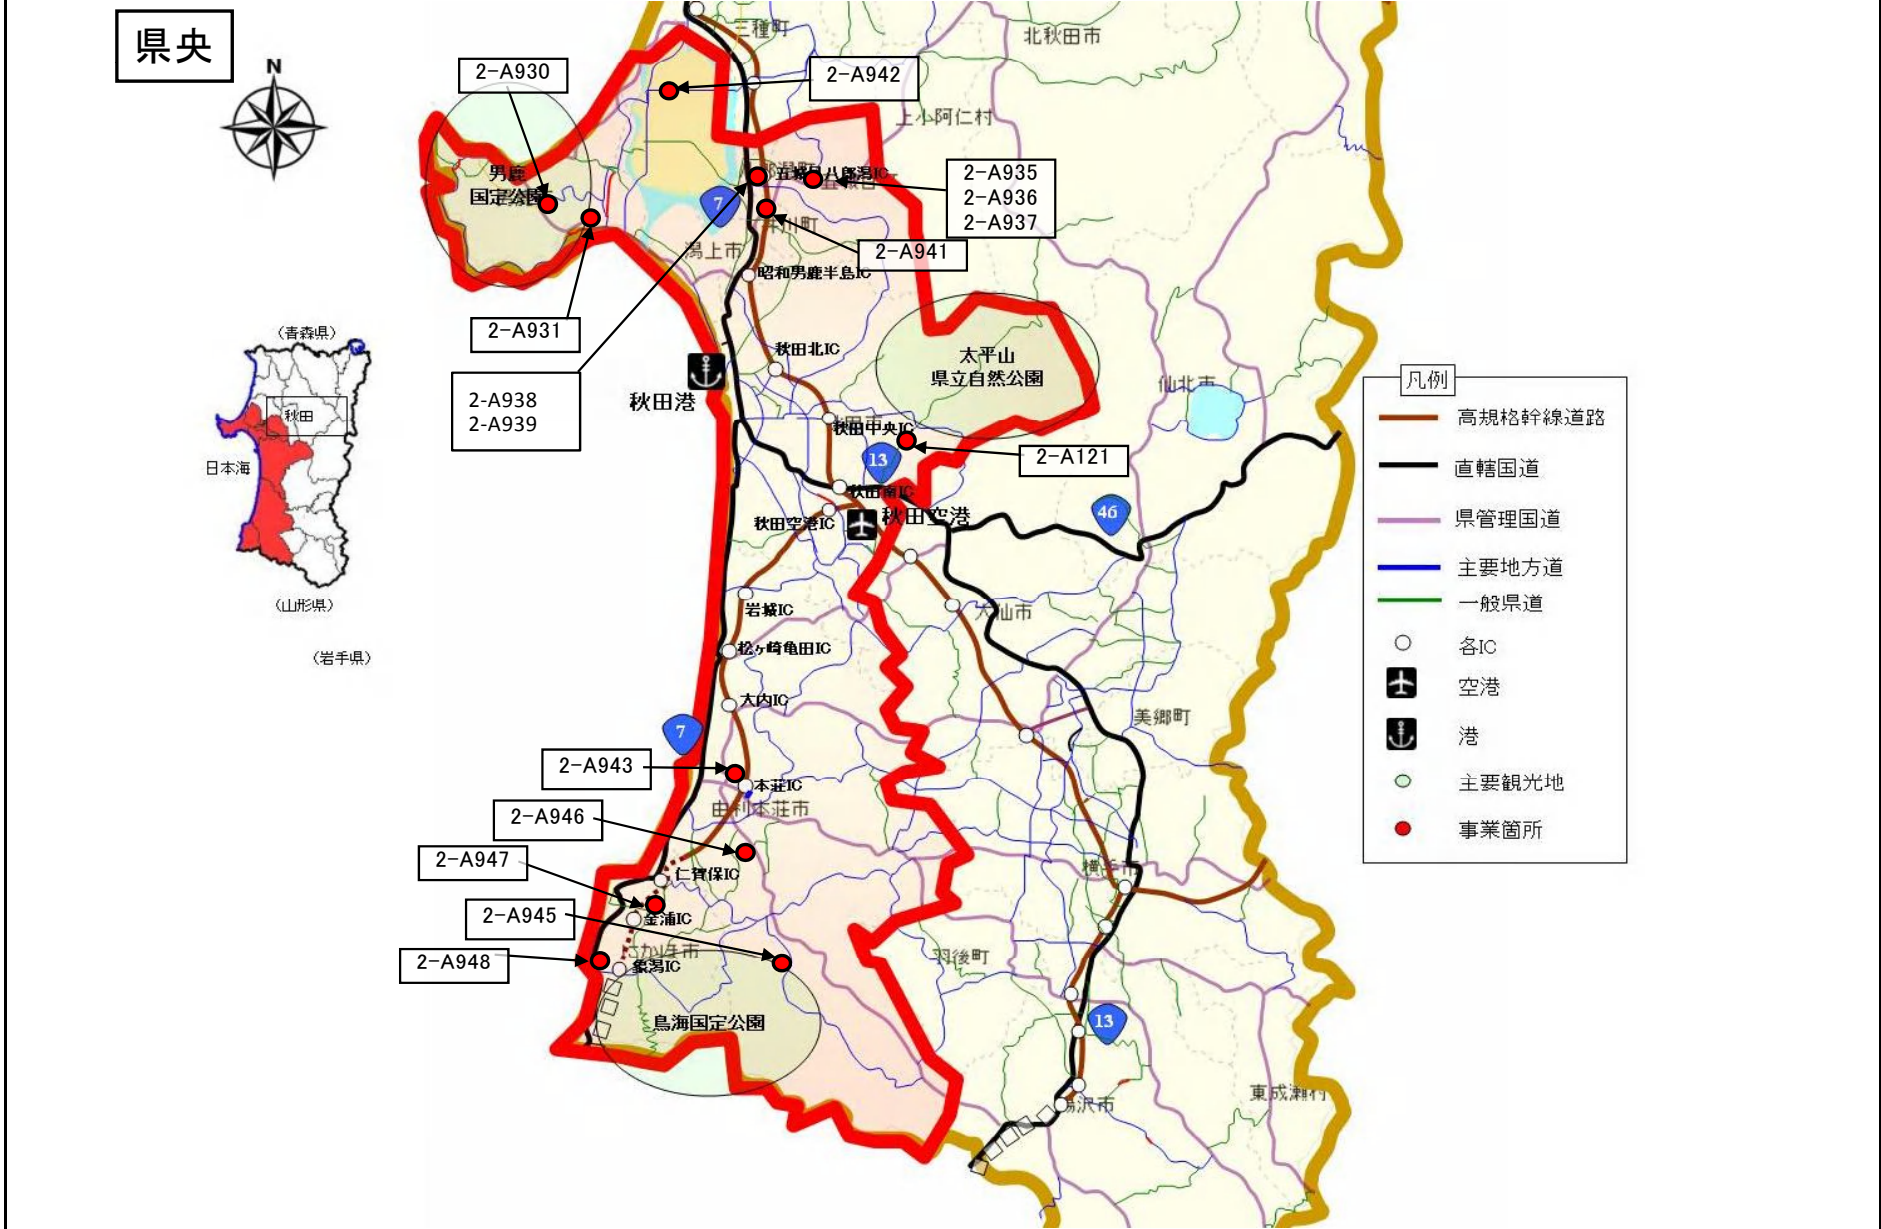 県央
N
三種町
北秋田市
2-A930
2-A942
上小阿仁村
男鹿
国定公園
五城目八郎潟IC
2-A935
2-A936
2-A937
7
井川町
潟上市
2-A941
昭和男鹿半島IC
2-A931
(青森県)
秋田北IC
太平山
県立自然公園
秋田港
仙北市
凡例
高規格幹線道路
直轄国道
県管理国道
主要地方道
一般県道
各IC
空港
港
主要観光地
事業箇所
2-A938
2-A939
秋田
日本海
秋田中央IC
13
2-A121
秋田南IC
秋田空港IC
秋田空港
46
岩城IC
大仙市
(山形県)
(岩手県)
松ヶ崎亀田IC
大内IC
7
美郷町
2-A943
本荘IC
由利本荘市
2-A946
2-A947
仁賀保IC
横手市
2-A945
金浦IC
にかほ市
2-A948
象潟IC
羽後町
鳥海国定公園
13
湯沢市
東成瀬村